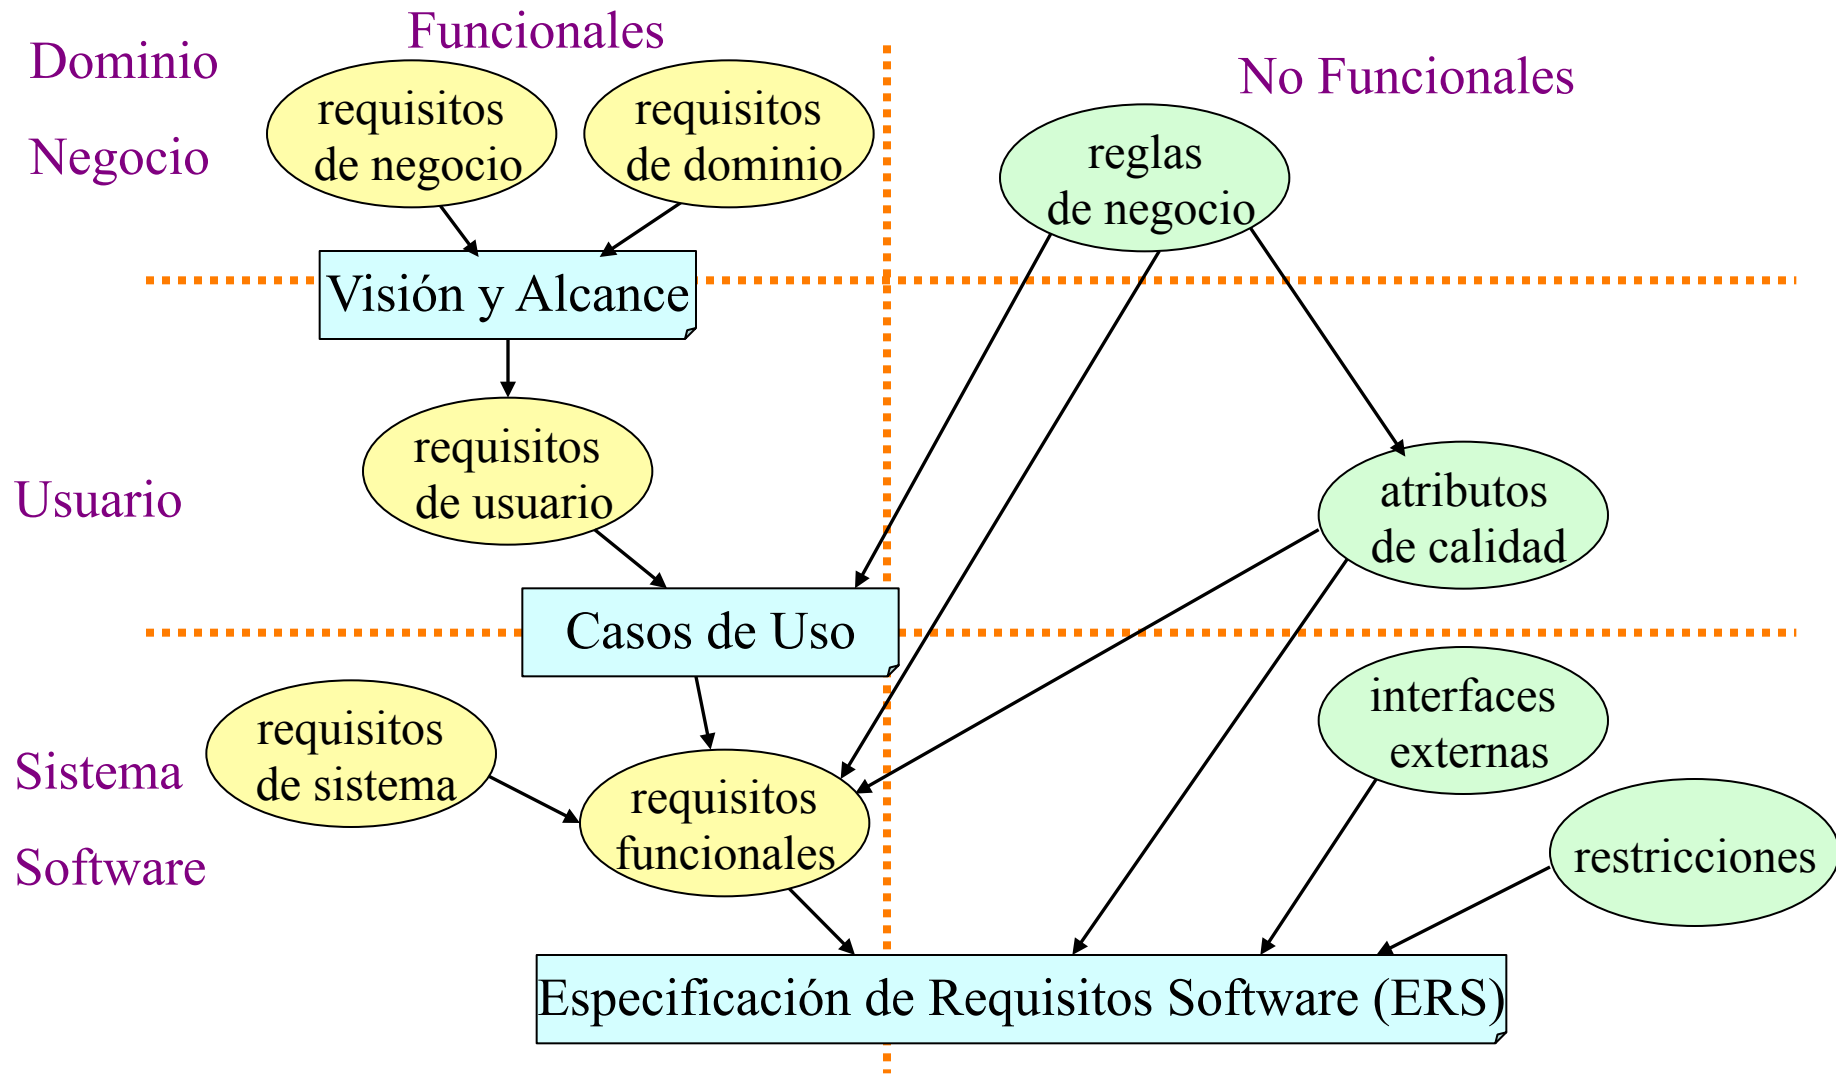 Funcionales
Dominio
No Funcionales
Negocio
requisitos
de negocio
requisitos
de dominio
reglas
de negocio
Visión y Alcance
Usuario
requisitos
de usuario
atributos
de calidad
Casos de Uso
Sistema
Software
requisitos
de sistema
requisitos
funcionales
interfaces
externas
restricciones
Especificación de Requisitos Software (ERS)